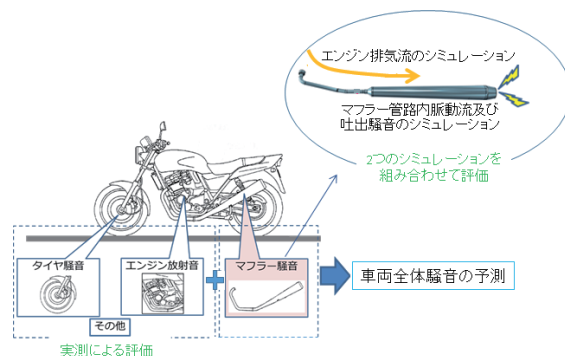 エンジン排気流のシミュレーション
マフラー管路内脈動流及び
吐出騒音のシミュレーション
2つのシミュレーションを
組み合わせて評価
タイヤ騒音
エンジン放射音
マフラー騒音
その他
車両全体騒音の予測
実測による評価